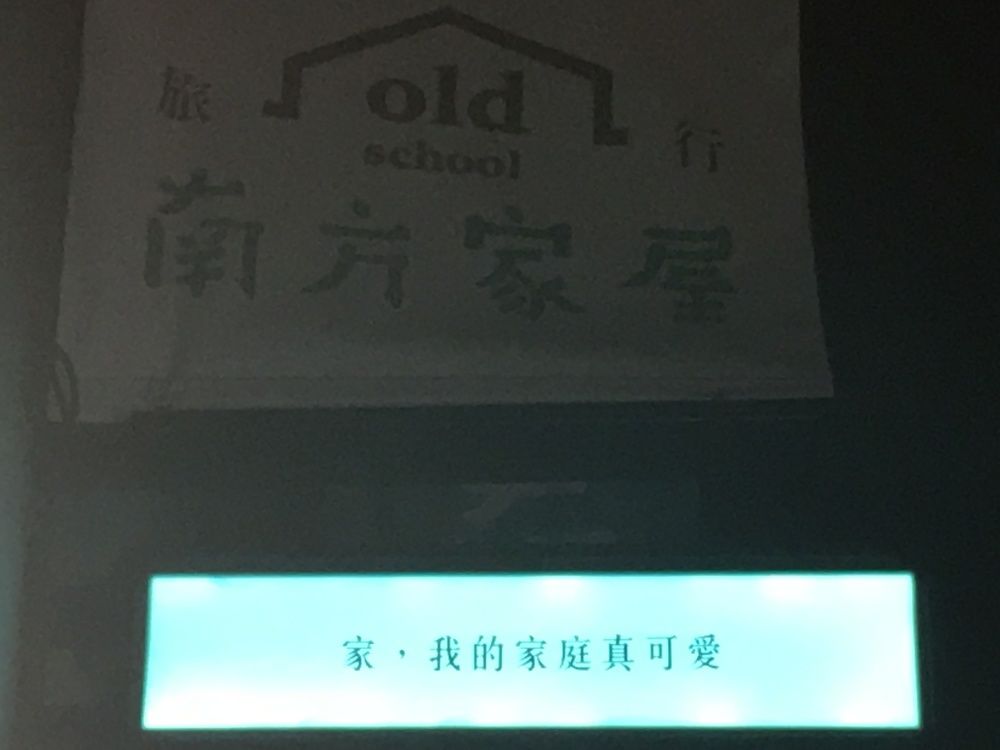 旅 old 行
school
南方家屋
家，我的家庭真可愛